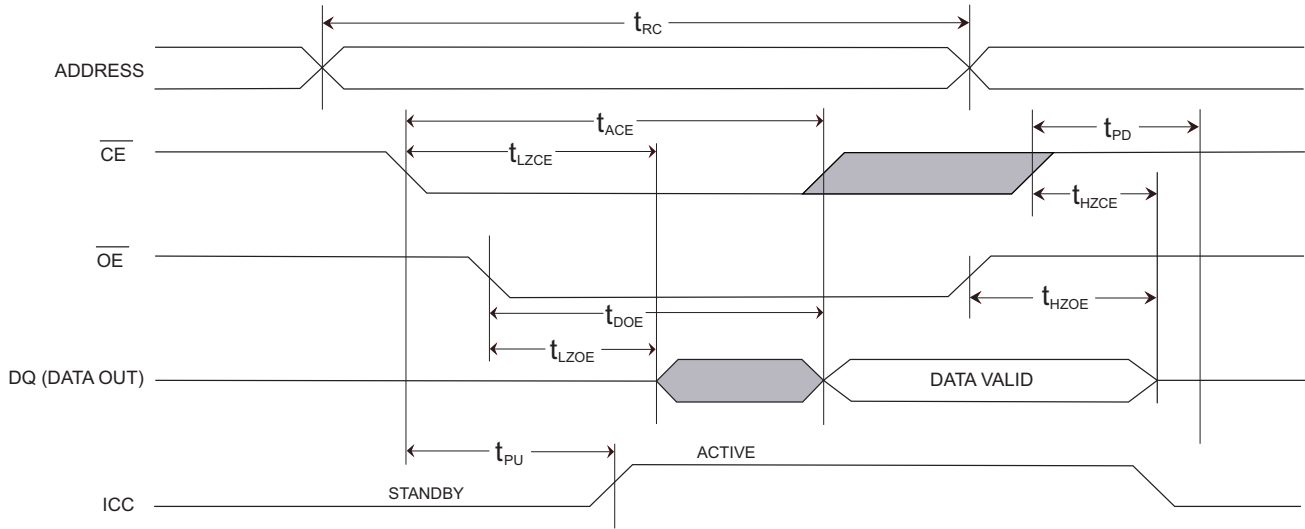 tRC
ADDRESS
tACE
tPD
CE
tLZCE
tHZCE
OE
tHZOE
tDOE
tLZOE
DQ (DATA OUT)
DATA VALID
tPU
ACTIVE
STANDBY
ICC